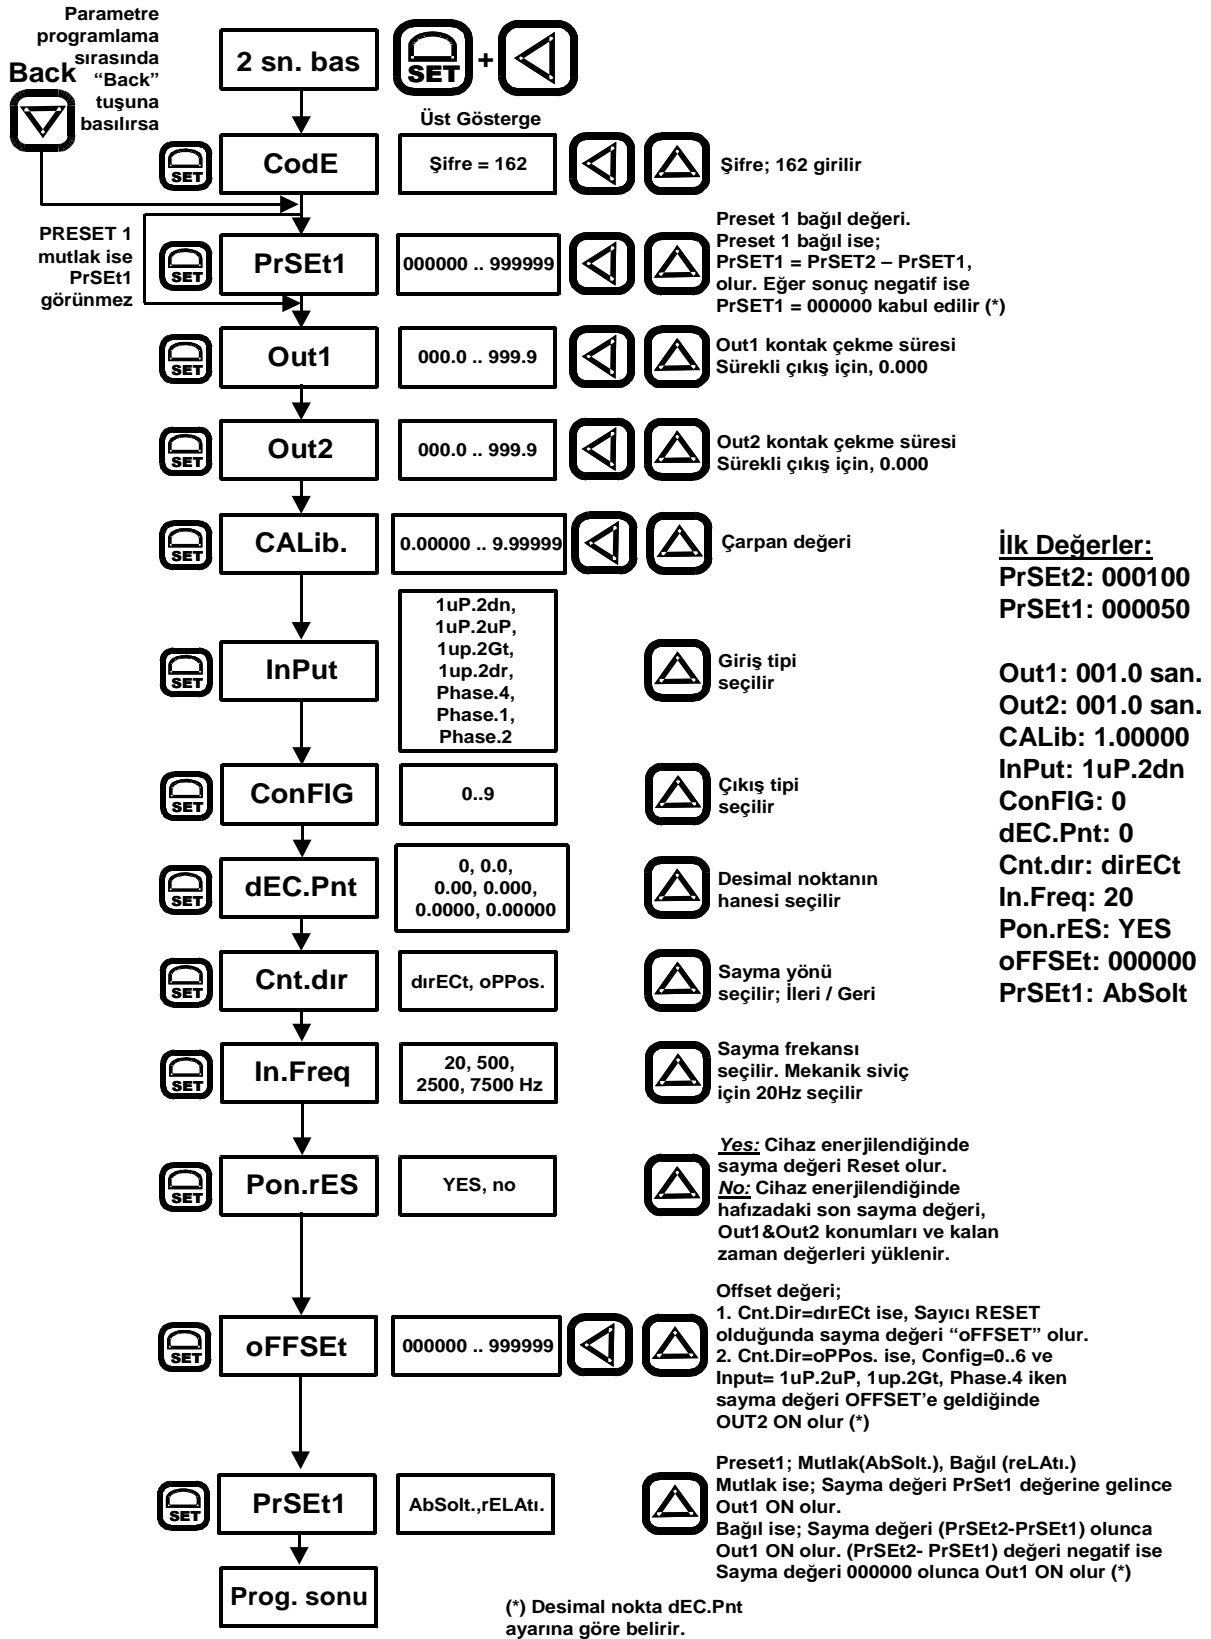 Parametre
programlama
sırasında
“Back”
tuşuna
basılırsa
Back
2 sn. bas
SET
+
Üst Gösterge
SET
CodE
Şifre = 162
Şifre; 162 girilir
PRESET 1
mutlak ise
PrSEt1
görünmez
SET
PrSEt1
000000 .. 999999
Preset 1 bağıl değeri.
Preset 1 bağıl ise;
PrSET1 = PrSET2 – PrSET1,
olur. Eğer sonuç negatif ise
PrSET1 = 000000 kabul edilir (*)
SET
Out1
000.0 .. 999.9
Out1 kontak çekme süresi
Sürekli çıkış için, 0.000
SET
Out2
000.0 .. 999.9
Out2 kontak çekme süresi
Sürekli çıkış için, 0.000
SET
CALib.
0.00000 .. 9.99999
Çarpan değeri
SET
InPut
1uP.2dn,
1uP.2uP,
1up.2Gt,
1up.2dr,
Phase.4,
Phase.1,
Phase.2
Giriş tipi
seçilir
SET
ConFIG
0..9
Çıkış tipi
seçilir
SET
dEC.Pnt
0, 0.0,
0.00, 0.000,
0.0000, 0.00000
Desimal noktanın
hanesi seçilir
SET
Cnt.dır
dırECt, oPPos.
Sayma yönü
seçilir; İleri / Geri
SET
In.Freq
20, 500,
2500, 7500 Hz
Sayma frekansı
seçilir. Mekanik siviç
için 20Hz seçilir
SET
Pon.rES
YES, no
Yes: Cihaz enerjilendiğinde
sayma değeri Reset olur.
No: Cihaz enerjilendiğinde
hafızadaki son sayma değeri,
Out1&Out2 konumları ve kalan
zaman değerleri yüklenir.
SET
oFFSEt
000000 .. 999999
Offset değeri;
1. Cnt.Dir=dırECt ise, Sayıcı RESET
olduğunda sayma değeri “oFFSET” olur.
2. Cnt.Dir=oPPos. ise, Config=0..6 ve
Input= 1uP.2uP, 1up.2Gt, Phase.4 iken
sayma değeri OFFSET’e geldiğinde
OUT2 ON olur (*)
SET
PrSEt1
AbSolt.,rELAtı.
Preset1; Mutlak(AbSolt.), Bağıl (reLAtı.)
Mutlak ise; Sayma değeri PrSet1 değerine gelince
Out1 ON olur.
Bağıl ise; Sayma değeri (PrSEt2-PrSEt1) olunca
Out1 ON olur. (PrSEt2- PrSEt1) değeri negatif ise
Sayma değeri 000000 olunca Out1 ON olur (*)
Prog. sonu
(*) Desimal nokta dEC.Pnt
ayarına göre belirir.
İlk Değerler:
PrSEt2: 000100
PrSEt1: 000050
Out1: 001.0 san.
Out2: 001.0 san.
CALib: 1.00000
InPut: 1uP.2dn
ConFIG: 0
dEC.Pnt: 0
Cnt.dır: dirECt
In.Freq: 20
Pon.rES: YES
oFFSEt: 000000
PrSEt1: AbSolt